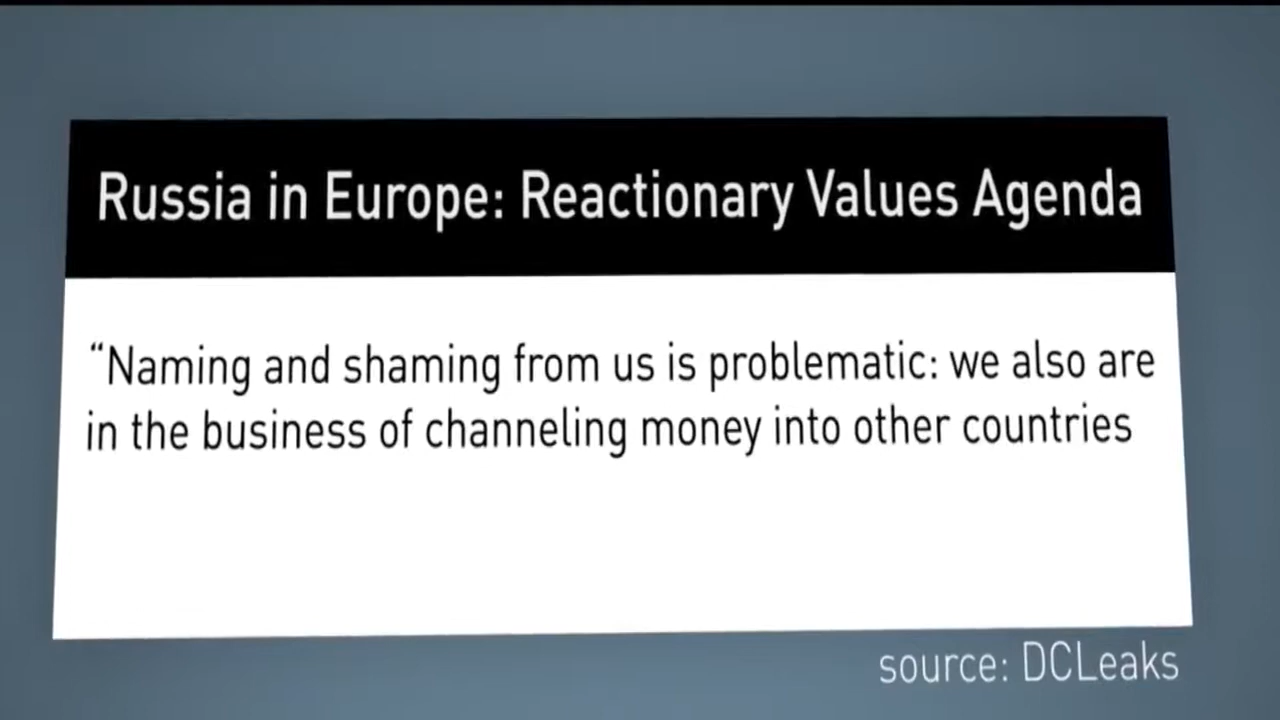 Russia in Europe: Reactionary Values Agenda
“Naming and shaming from us is problematic: we also are
in the business of channeling money into other countries
source: DCLeaks